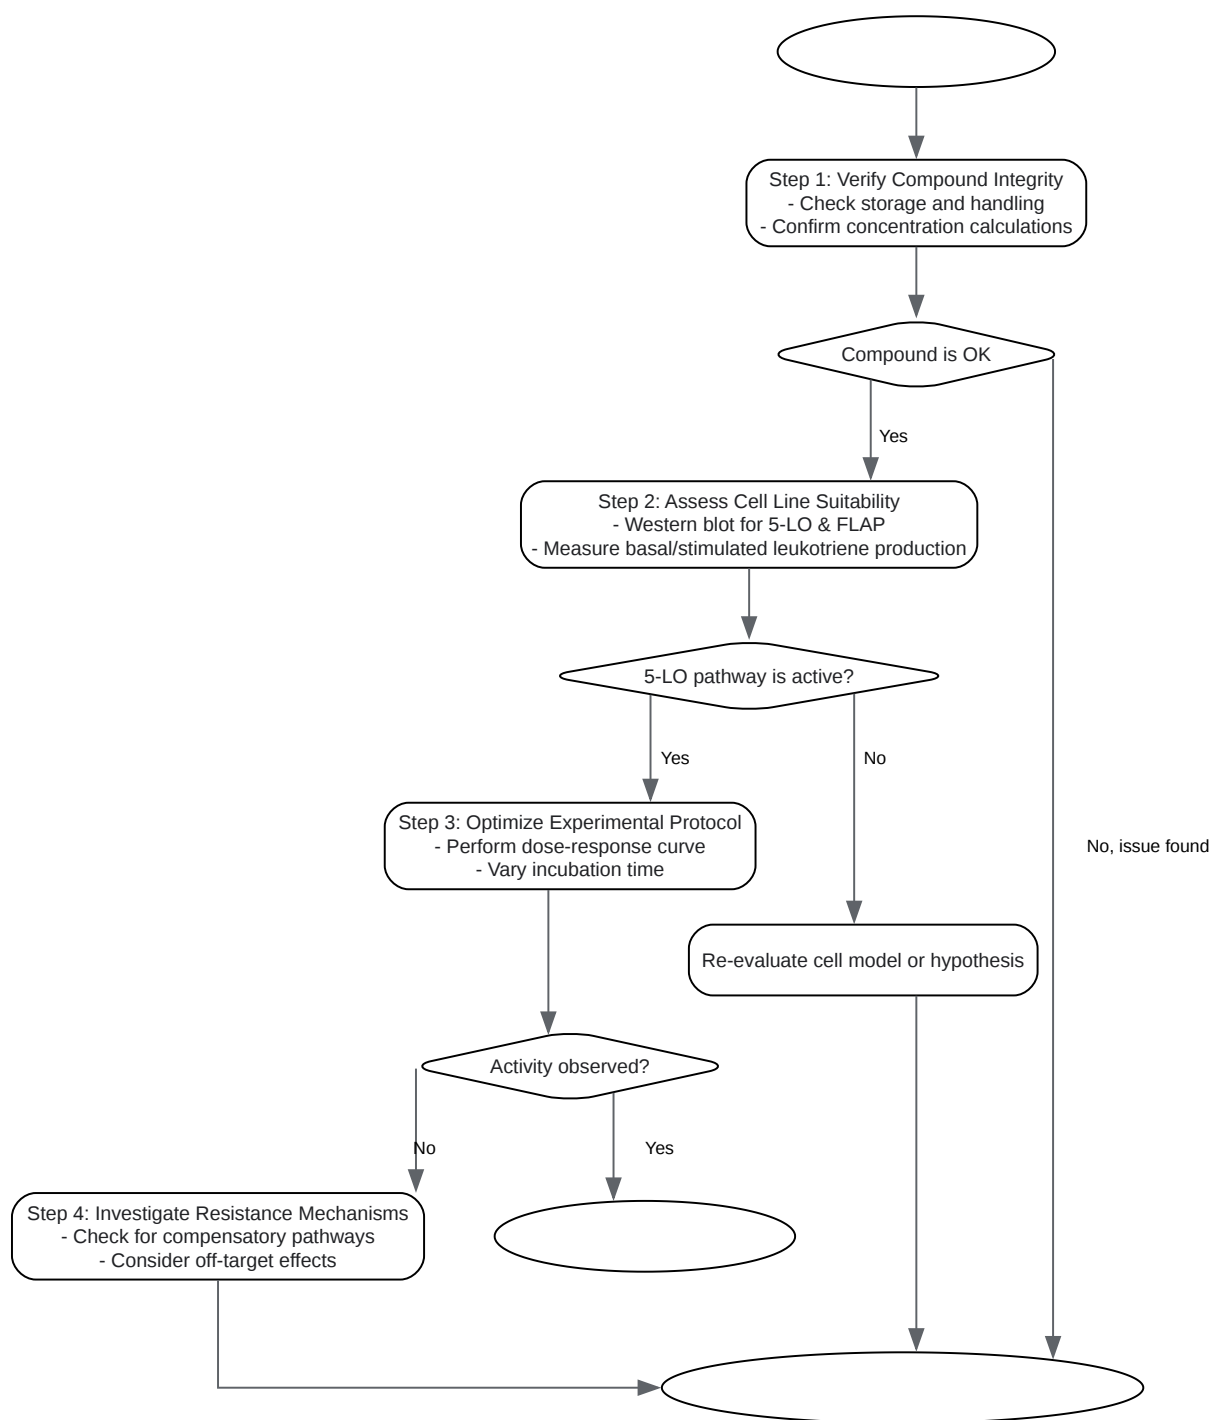 Step 1: Verify Compound Integrity
- Check storage and handling
- Confirm concentration calculations
Compound is OK
Yes
Step 2: Assess Cell Line Suitability
- Western blot for 5-LO & FLAP
- Measure basal/stimulated leukotriene production
5-LO pathway is active?
Yes
No
Step 3: Optimize Experimental Protocol
- Perform dose-response curve
- Vary incubation time
No, issue found
Re-evaluate cell model or hypothesis
Activity observed?
No
Yes
Step 4: Investigate Resistance Mechanisms
- Check for compensatory pathways
- Consider off-target effects